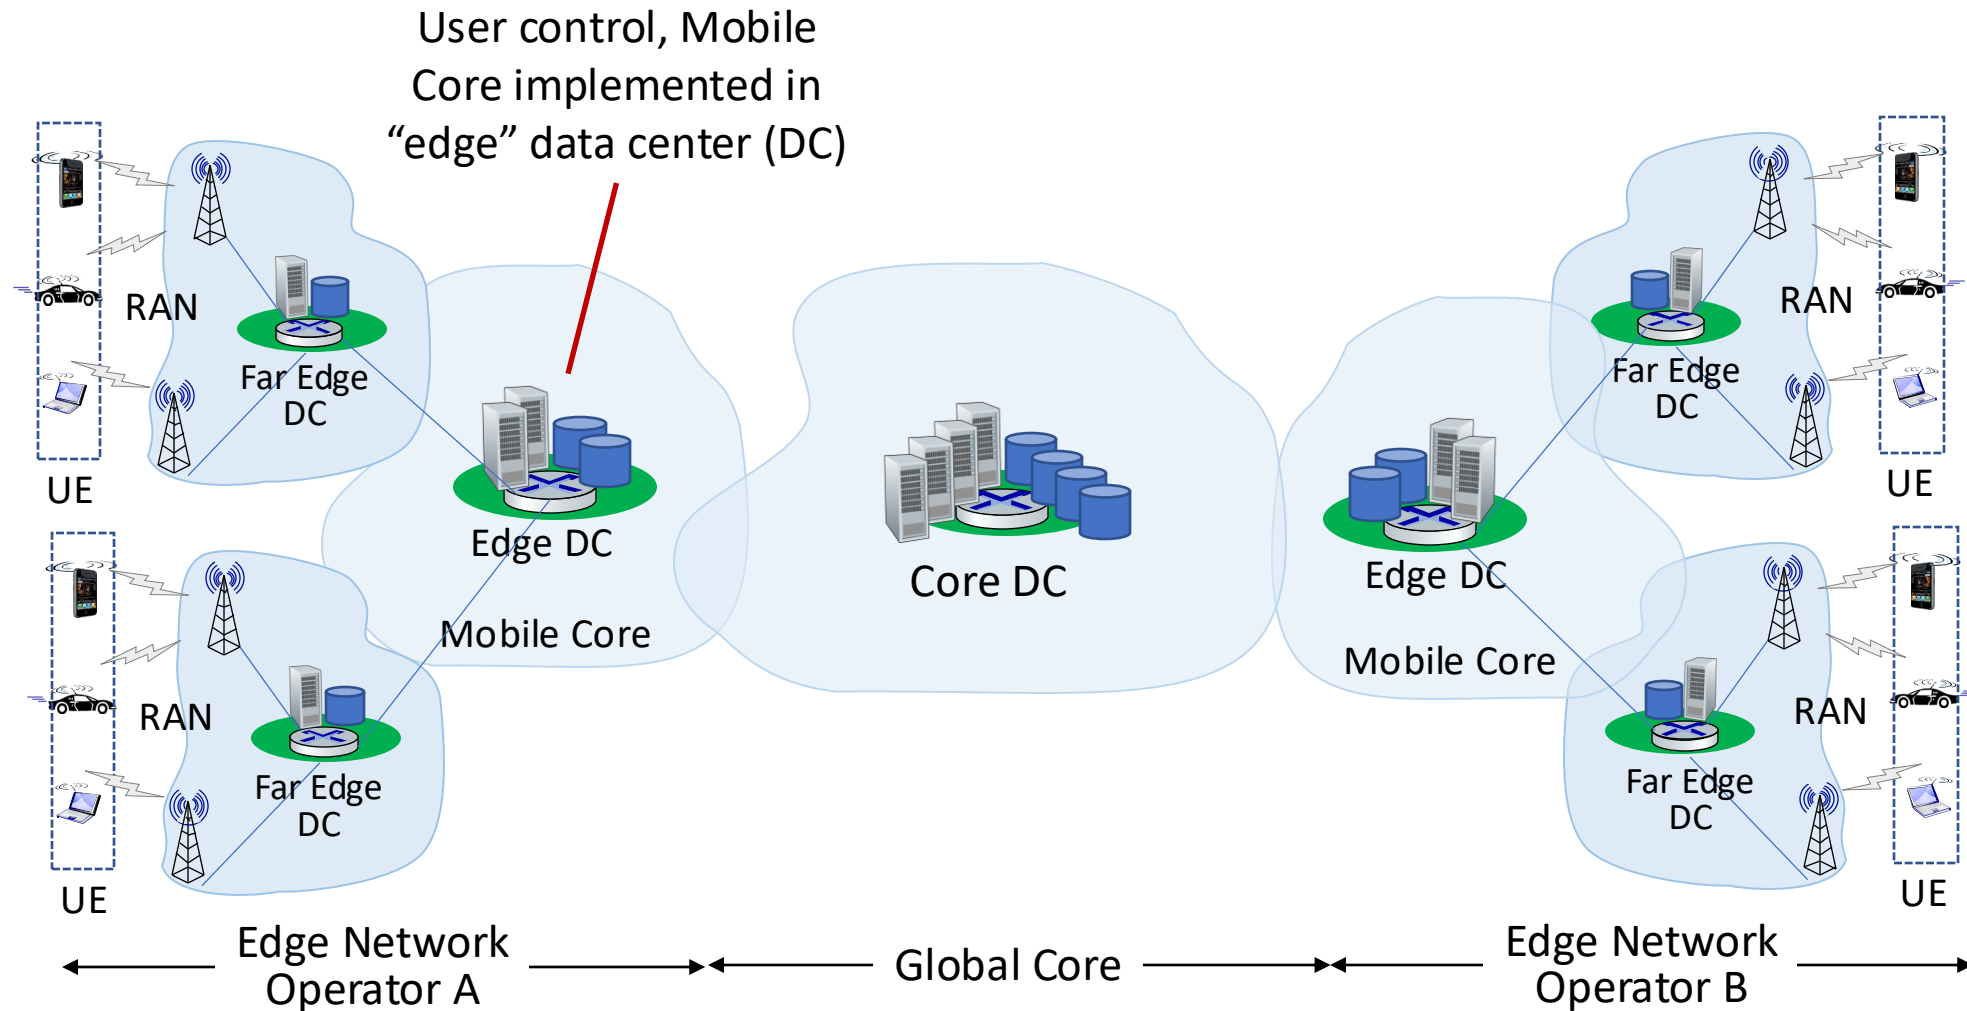 User control, Mobile
Core implemented in
“edge” data center (DC)
RAN
Far Edge
DC
UE
Edge DC
Mobile Core
RAN
Far Edge
DC
UE
Core DC
Edge DC
Mobile Core
RAN
Far Edge
DC
UE
RAN
Far Edge
DC
UE
Edge Network
Operator A
Global Core
Edge Network
Operator B